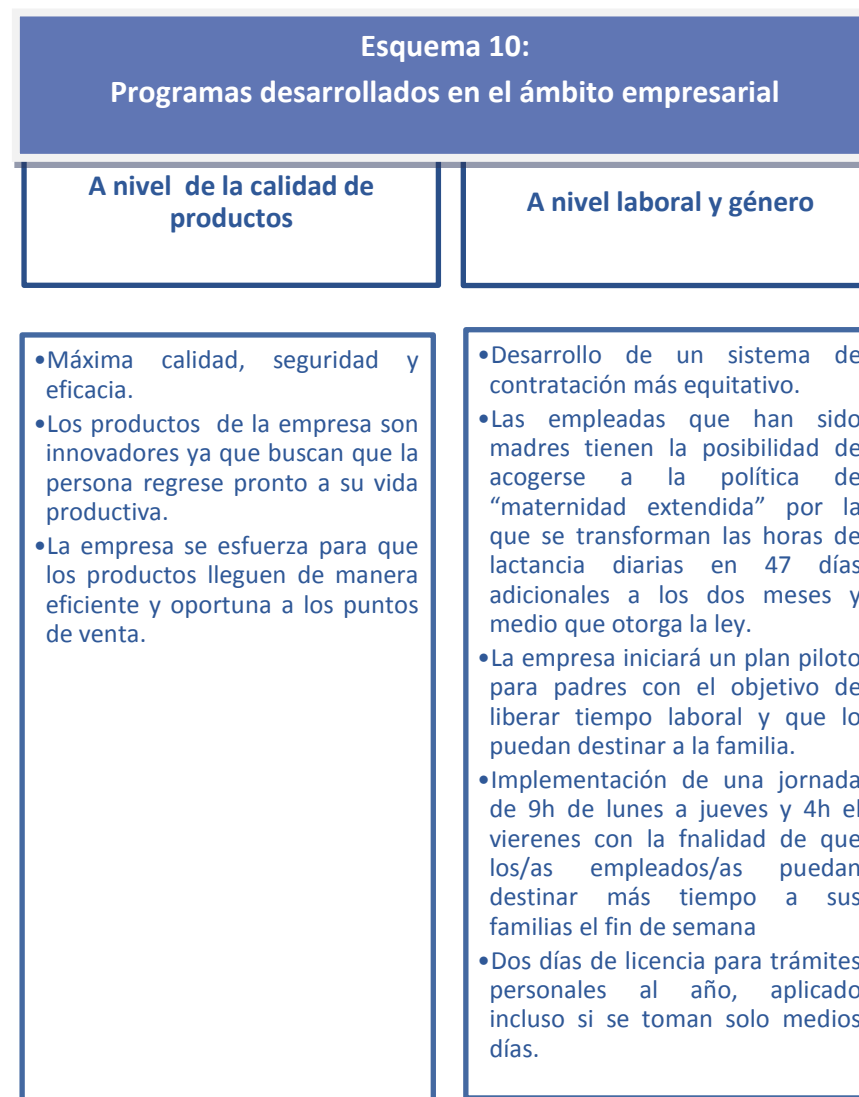 Esquema 10:
Programas desarrollados en el ámbito empresarial
A nivel de la calidad de
productos
•Máxima calidad, seguridad y
eficacia.
•Los productos de la empresa son
innovadores ya que buscan que la
persona regrese pronto a su vida
productiva.
•La empresa se esfuerza para que
los productos lleguen de manera
eficiente y oportuna a los puntos
de venta.
A nivel laboral y género
•Desarrollo de un sistema de
contratación más equitativo.
•Las empleadas que han sido
madres tienen la posibilidad de
acogerse a la política de
“maternidad extendida” por la
que se transforman las horas de
lactancia diarias en 47 días
adicionales a los dos meses y
medio que otorga la ley.
•La empresa iniciará un plan piloto
para padres con el objetivo de
liberar tiempo laboral y que lo
puedan destinar a la familia.
•Implementación de una jornada
de 9h de lunes a jueves y 4h el
vierenes con la fnalidad de que
los/as empleados/as puedan
destinar más tiempo a sus
familias el fin de semana
•Dos días de licencia para trámites
personales al año, aplicado
incluso si se toman solo medios
días.